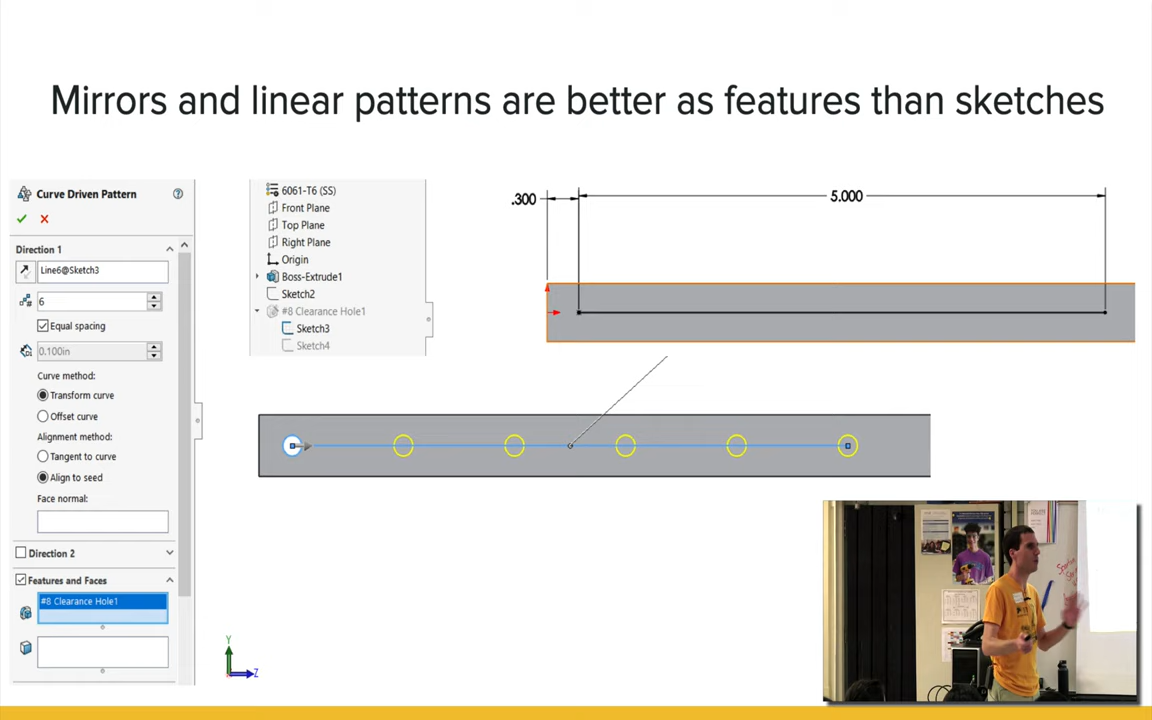 Mirrors and linear patterns are better as features than sketches
Curve Driven Pattern
Direction 1
Line6@Sketch3
6
Equal spacing
0.100in
Curve method:
Transform curve
Offset curve
Alignment method:
Tangent to curve
Align to seed
Face normal:
Direction 2
Features and Faces
#8 Clearance Hole1
6061-T6 (SS)
Front Plane
Top Plane
Right Plane
Origin
Boss-Extrude1
Sketch2
#8 Clearance Hole1
Sketch3
Sketch4
.300
5.000
Y
Z